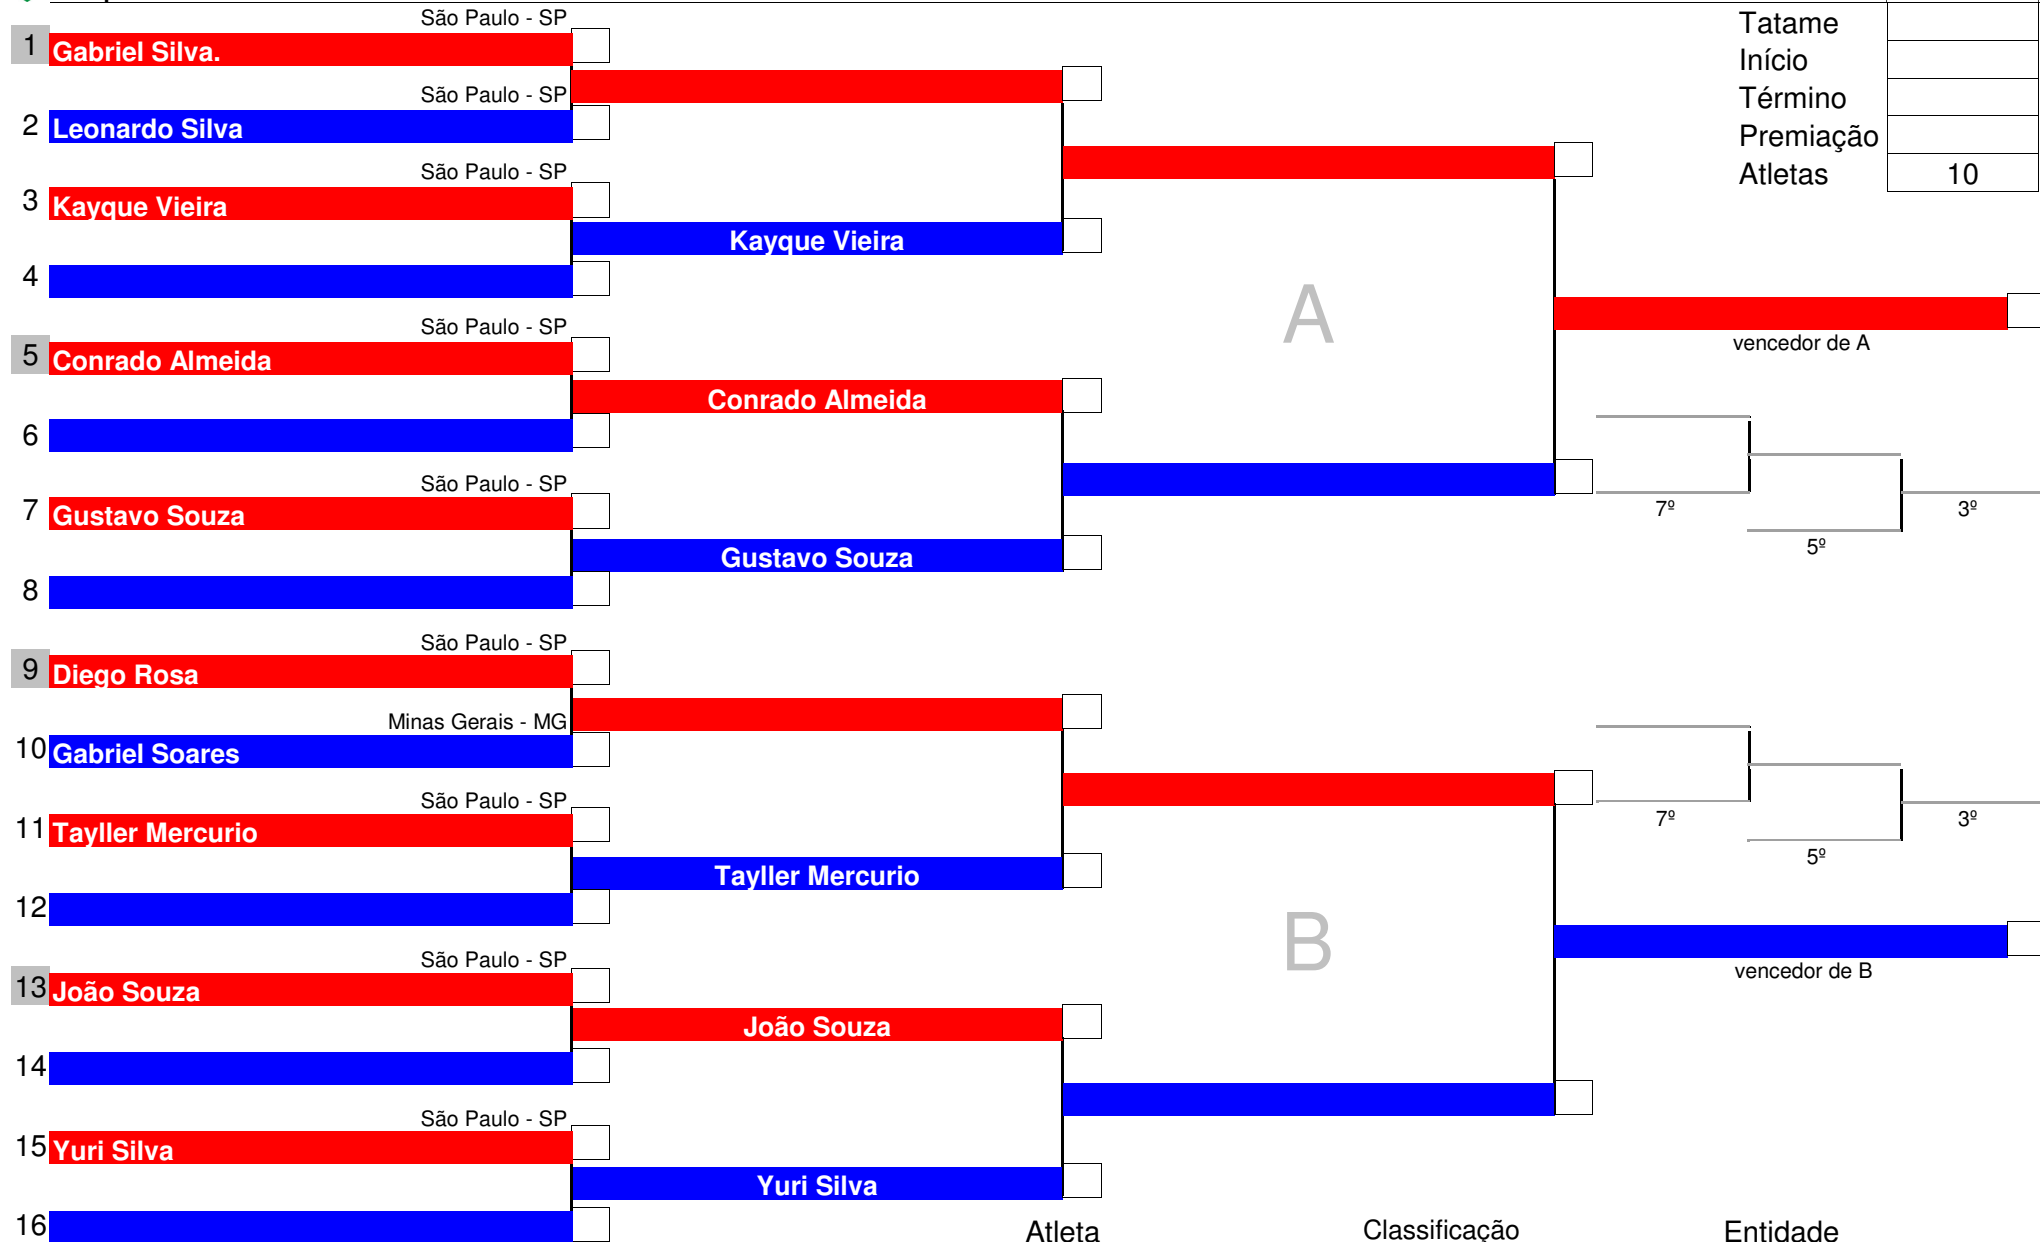 São Paulo - SP
1 Gabriel Silva.
São Paulo - SP
2 Leonardo Silva
São Paulo - SP
3 Kayque Vieira
Kayque Vieira
4
São Paulo - SP
5 Conrado Almeida
Conrado Almeida
6
São Paulo - SP
7 Gustavo Souza
Gustavo Souza
8
São Paulo - SP
9 Diego Rosa
Minas Gerais - MG
10 Gabriel Soares
São Paulo - SP
11 Tayller Mercurio
Tayller Mercurio
12
São Paulo - SP
13 João Souza
João Souza
14
São Paulo - SP
15 Yuri Silva
Yuri Silva
16
A
B
Tatame
Início
Término
Premiação
Atletas 10
vencedor de A
7º 3º
5º
7º 3º
5º
vencedor de B
Atleta Classificação Entidade